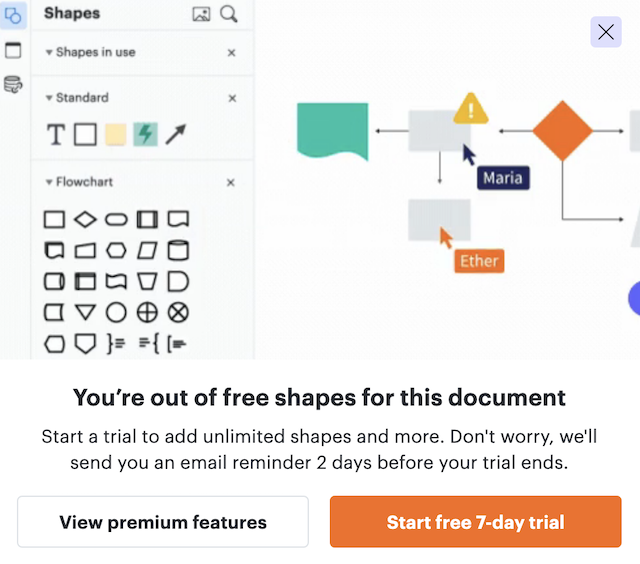 Shapes
Shapes in use
Standard
T
Flowchart
Maria
Ether
You’re out of free shapes for this document
Start a trial to add unlimited shapes and more. Don't worry, we'll
send you an email reminder 2 days before your trial ends.
View premium features
Start free 7-day trial